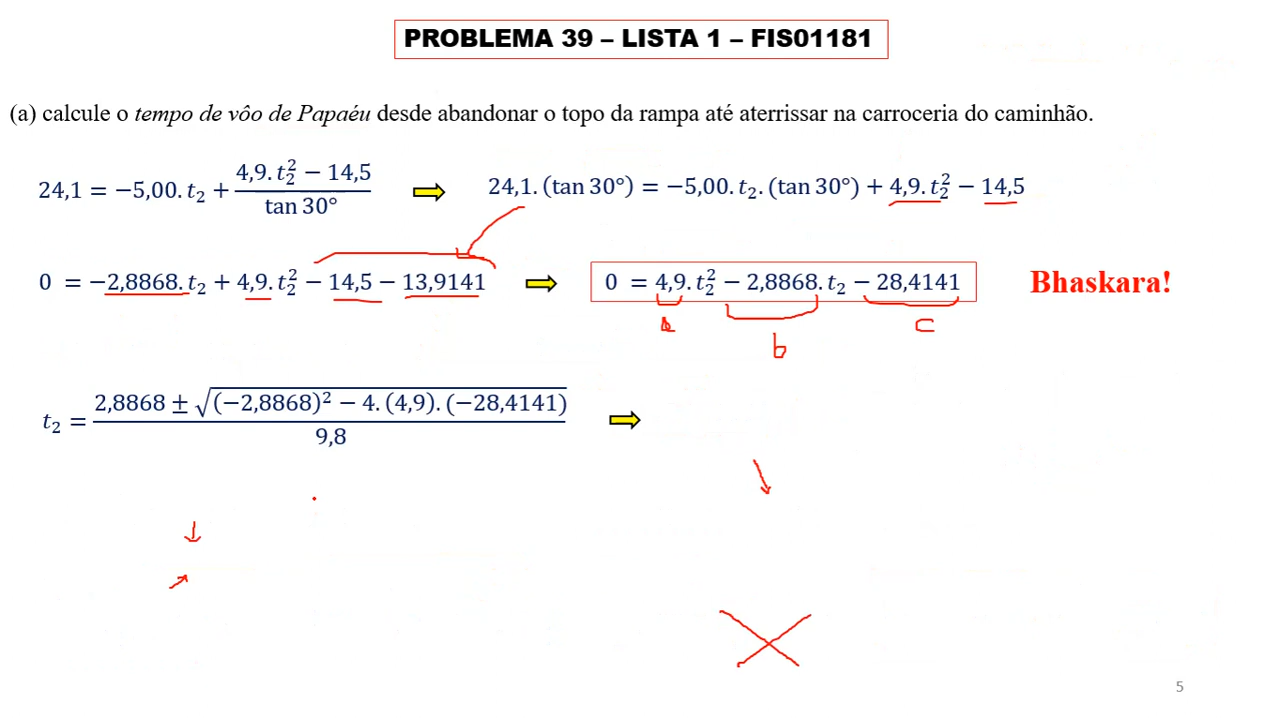 PROBLEMA 39 – LISTA 1 – FIS01181
(a) calcule o tempo de vôo de Papaéu desde abandonar o topo da rampa até aterrissar na carroceria do caminhão.
24,1 = −5,00. t₂ + (4,9. t₂² − 14,5) / tan 30° 24,1. (tan 30°) = −5,00. t₂. (tan 30°) + 4,9. t₂² − 14,5
0 = −2,8868. t₂ + 4,9. t₂² − 14,5 − 13,9141 0 = 4,9. t₂² − 2,8868. t₂ − 28,4141 Bhaskara!
a b c
t₂ = (2,8868 ± √((−2,8868)² − 4. (4,9). (−28,4141))) / 9,8
5